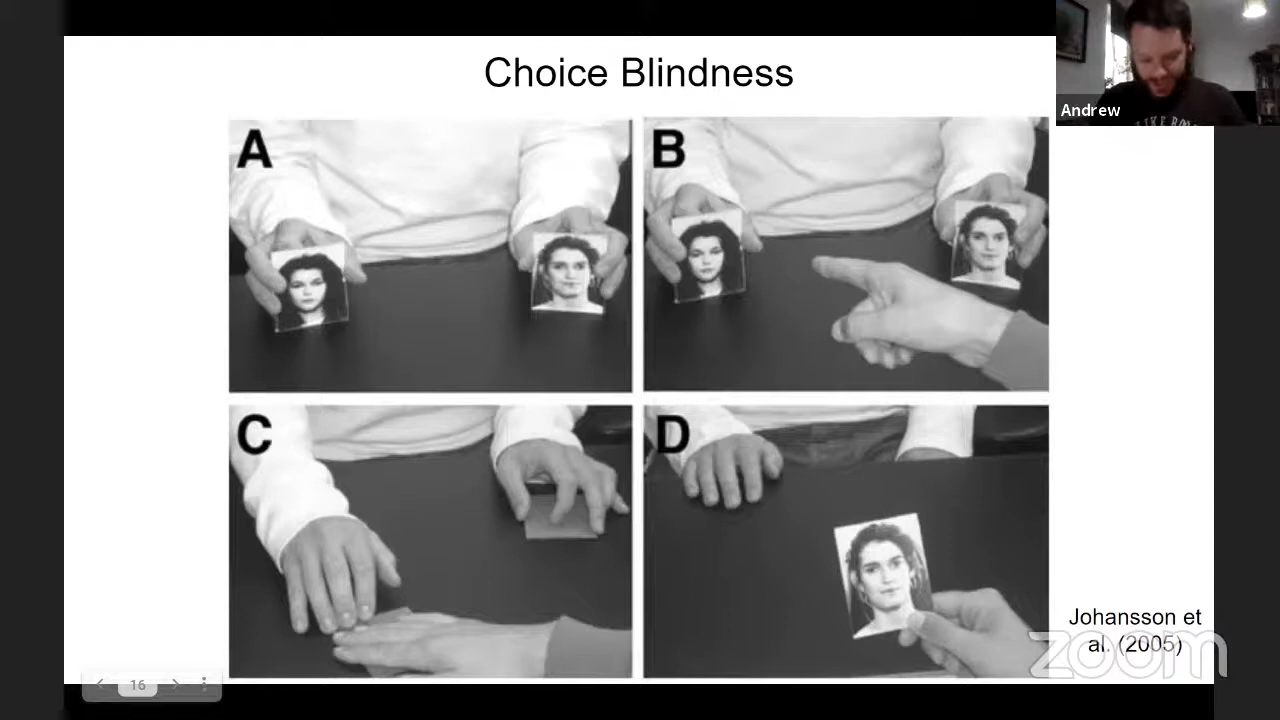 Choice Blindness
Andrew
A
B
C
D
Johansson et
al. (2005)
zoom
16